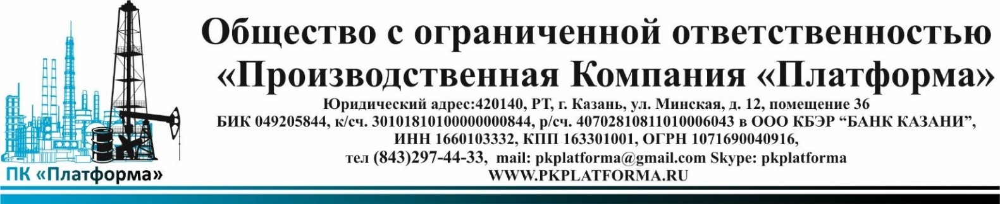 Общество с ограниченной ответственностью
«Производственная Компания «Платформа»
Юридический адрес:420140, РТ, г. Казань, ул. Минская, д. 12, помещение 36
БИК 049205844, к/сч. 30101810100000000844, р/сч. 40702810811010006043 в ООО КБЭР “БАНК КАЗАНИ”,
ИНН 1660103332, КПП 163301001, ОГРН 1071690040916,
тел (843)297-44-33, mail: pkplatforma@gmail.com Skype: pkplatforma
WWW.PKPLATFORMA.RU
ПК «Платформа»